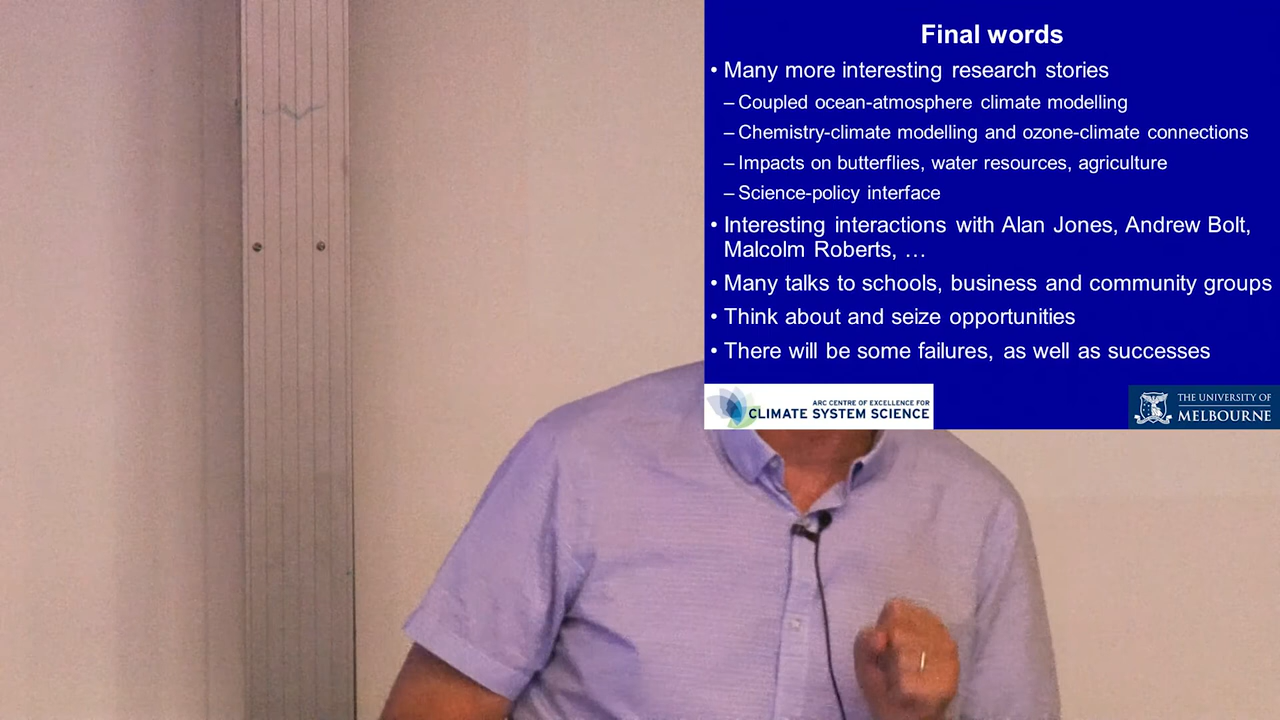 Final words
• Many more interesting research stories
– Coupled ocean-atmosphere climate modelling
– Chemistry-climate modelling and ozone-climate connections
– Impacts on butterflies, water resources, agriculture
– Science-policy interface
• Interesting interactions with Alan Jones, Andrew Bolt,
Malcolm Roberts, …
• Many talks to schools, business and community groups
• Think about and seize opportunities
• There will be some failures, as well as successes
ARC CENTRE OF EXCELLENCE FOR
CLIMATE SYSTEM SCIENCE
THE UNIVERSITY OF
MELBOURNE